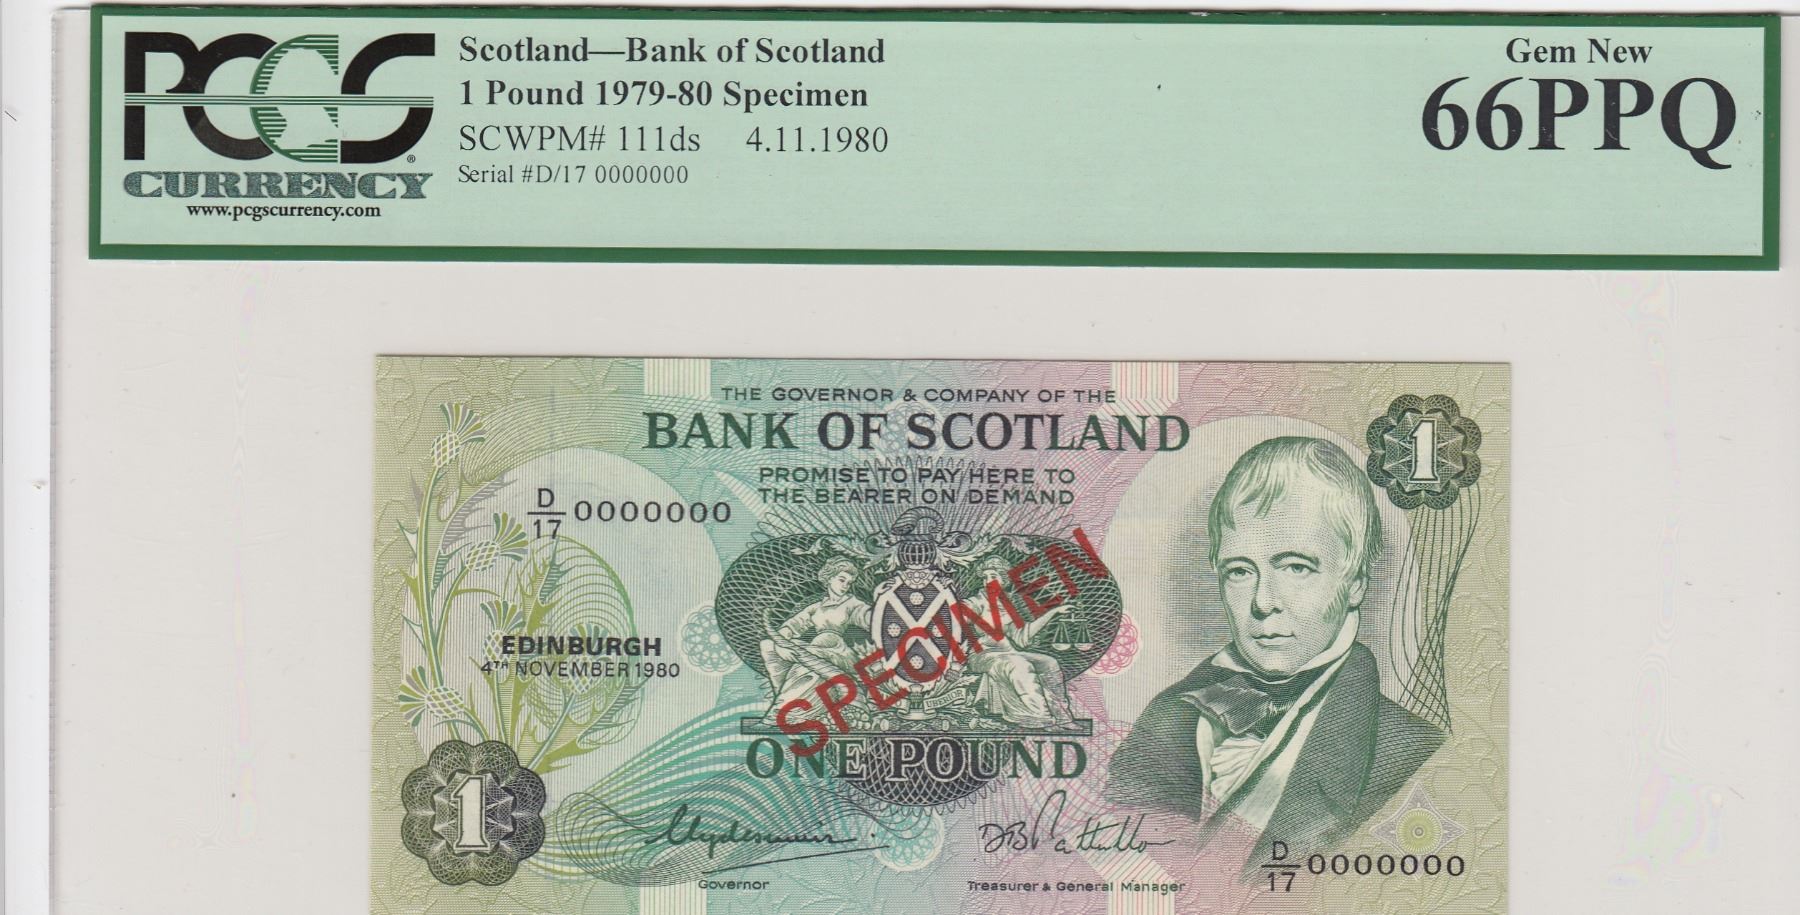 PCGS
CURRENCY
www.pcgscurrency.com
Scotland—Bank of Scotland
1 Pound 1979-80 Specimen
SCWPM# 111ds 4.11.1980
Serial #D/17 0000000
Gem New
66PPQ
THE GOVERNOR & COMPANY OF THE
BANK OF SCOTLAND
PROMISE TO PAY HERE TO
THE BEARER ON DEMAND
D/17 0000000
1
SPECIMEN
EDINBURGH
4TH NOVEMBER 1980
UBERIOR
ONE POUND
1
Clydesmuir
D B Pattullo
Governor
Treasurer & General Manager
D/17 0000000